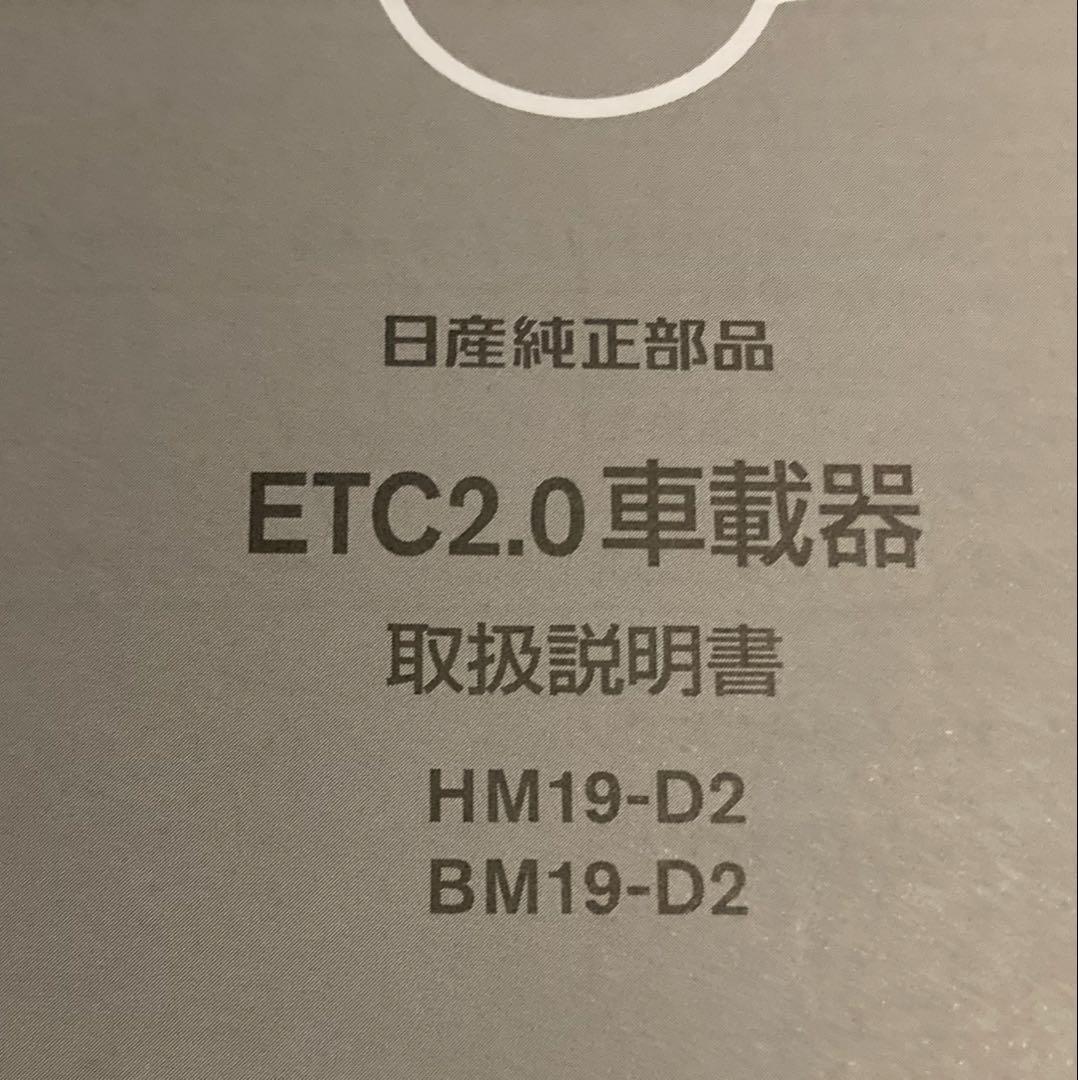 日産純正部品
ETC2.0車載器
取扱説明書
HM19-D2
BM19-D2